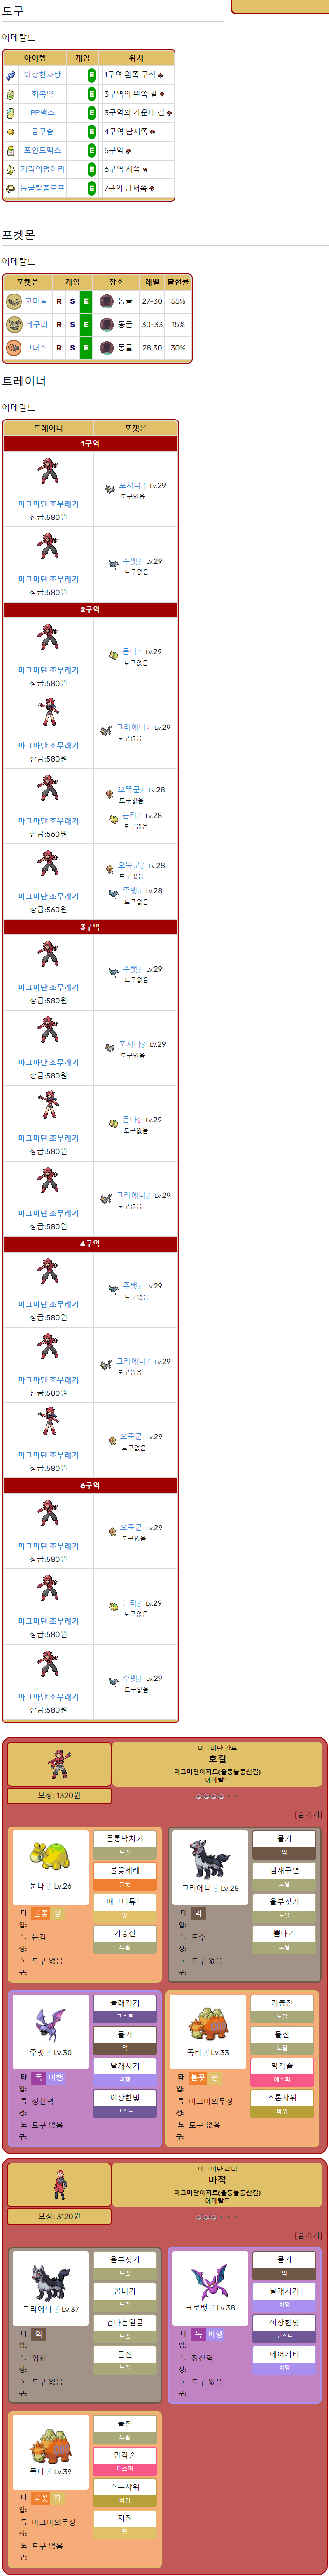 도구
에메랄드
아이템 게임 위치
이상한사탕 E 1구역 왼쪽 구석
회복약 E 3구역의 왼쪽 길
PP맥스 E 3구역의 가운데 길
금구슬 E 4구역 남서쪽
포인트맥스 E 5구역
기력의덩어리 E 6구역 서쪽
동굴탈출로프 E 7구역 남서쪽
포켓몬
에메랄드
포켓몬 게임 장소 레벨 출현률
꼬마돌 R S E 동굴 27-30 55%
데구리 R S E 동굴 30-33 15%
코터스 R S E 동굴 28,30 30%
트레이너
에메랄드
트레이너 포켓몬
1구역
포챠나♂ Lv.29
도구없음
마그마단 조무래기
상금:580원
주뱃♂ Lv.29
도구없음
마그마단 조무래기
상금:580원
2구역
둔타♂ Lv.29
도구없음
마그마단 조무래기
상금:580원
그라에나♀ Lv.29
도구없음
마그마단 조무래기
상금:580원
오뚝군♂ Lv.28
도구없음
둔타♂ Lv.28
도구없음
마그마단 조무래기
상금:560원
오뚝군♂ Lv.28
도구없음
주뱃♂ Lv.28
도구없음
마그마단 조무래기
상금:560원
3구역
주뱃♂ Lv.29
도구없음
마그마단 조무래기
상금:580원
포챠나♂ Lv.29
도구없음
마그마단 조무래기
상금:580원
둔타♀ Lv.29
도구없음
마그마단 조무래기
상금:580원
그라에나♂ Lv.29
도구없음
마그마단 조무래기
상금:580원
4구역
주뱃♂ Lv.29
도구없음
마그마단 조무래기
상금:580원
그라에나♂ Lv.29
도구없음
마그마단 조무래기
상금:580원
오뚝군 Lv.29
도구없음
마그마단 조무래기
상금:580원
6구역
오뚝군 Lv.29
도구없음
마그마단 조무래기
상금:580원
둔타♂ Lv.29
도구없음
마그마단 조무래기
상금:580원
주뱃♂ Lv.29
도구없음
마그마단 조무래기
상금:580원
마그마단 간부
호걸
마그마단아지트(울퉁불퉁산길)
에메랄드
보상: 1320원
[숨기기]
둔타♂Lv.26
타입: 불꽃 땅
특성: 둔감
도구: 도구 없음
몸통박치기
노말
불꽃세례
불꽃
매그니튜드
땅
기충전
노말
그라에나♂Lv.28
타입: 악
특성: 도주
도구: 도구 없음
물기
악
냄새구별
노말
울부짖기
노말
뽐내기
노말
주뱃♂Lv.30
타입: 독 비행
특성: 정신력
도구: 도구 없음
놀래키기
고스트
물기
악
날개치기
비행
이상한빛
고스트
폭타♂Lv.33
타입: 불꽃 땅
특성: 마그마의무장
도구: 도구 없음
기충전
노말
돌진
노말
망각술
에스퍼
스톤샤워
바위
마그마단 리더
마적
마그마단아지트(울퉁불퉁산길)
에메랄드
보상: 3120원
[숨기기]
그라에나♂Lv.37
타입: 악
특성: 위협
도구: 도구 없음
울부짖기
노말
뽐내기
노말
겁나는얼굴
노말
돌진
노말
크로뱃♂Lv.38
타입: 독 비행
특성: 정신력
도구: 도구 없음
물기
악
날개치기
비행
이상한빛
고스트
에어커터
비행
폭타♂Lv.39
타입: 불꽃 땅
특성: 마그마의무장
도구: 도구 없음
돌진
노말
망각술
에스퍼
스톤샤워
바위
지진
땅